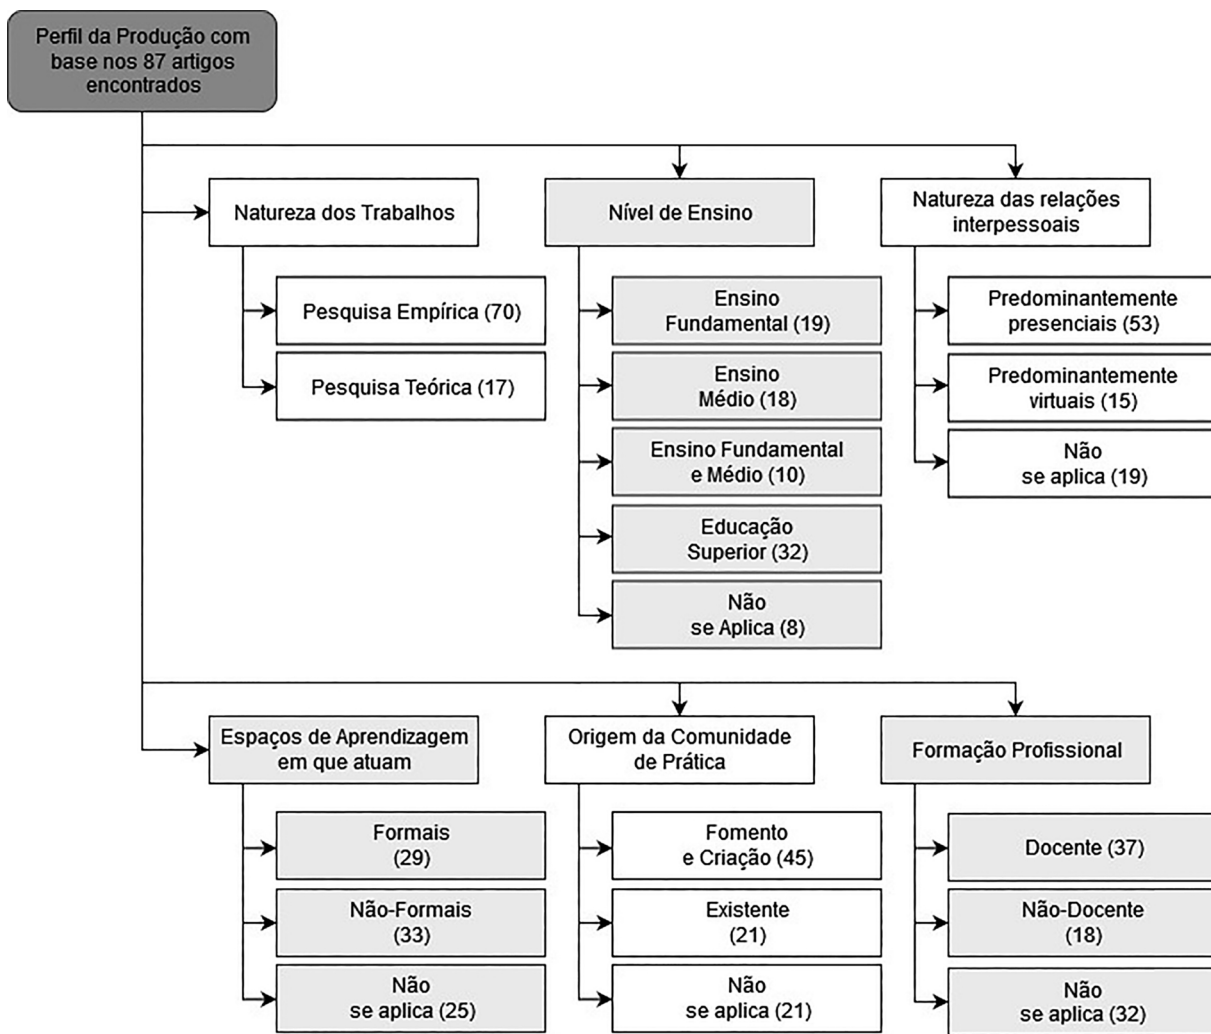 Perfil da Produção com
base nos 87 artigos
encontrados
Natureza dos Trabalhos
Pesquisa Empírica (70)
Pesquisa Teórica (17)
Nível de Ensino
Ensino
Fundamental (19)
Ensino
Médio (18)
Ensino Fundamental
e Médio (10)
Educação
Superior (32)
Não
se Aplica (8)
Natureza das relações
interpessoais
Predominantemente
presenciais (53)
Predominantemente
virtuais (15)
Não
se aplica (19)
Espaços de Aprendizagem
em que atuam
Formais
(29)
Não-Formais
(33)
Não
se aplica (25)
Origem da Comunidade
de Prática
Fomento
e Criação (45)
Existente
(21)
Não
se aplica (21)
Formação Profissional
Docente (37)
Não-Docente
(18)
Não
se aplica (32)